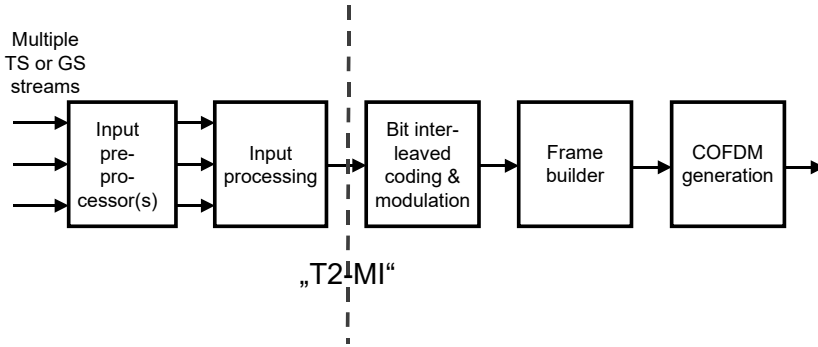 Multiple
TS or GS
streams
Input
pre-
pro-
cessor(s)
Input
processing
Bit inter-
leaved
coding &
modulation
Frame
builder
COFDM
generation
„T2-MI“